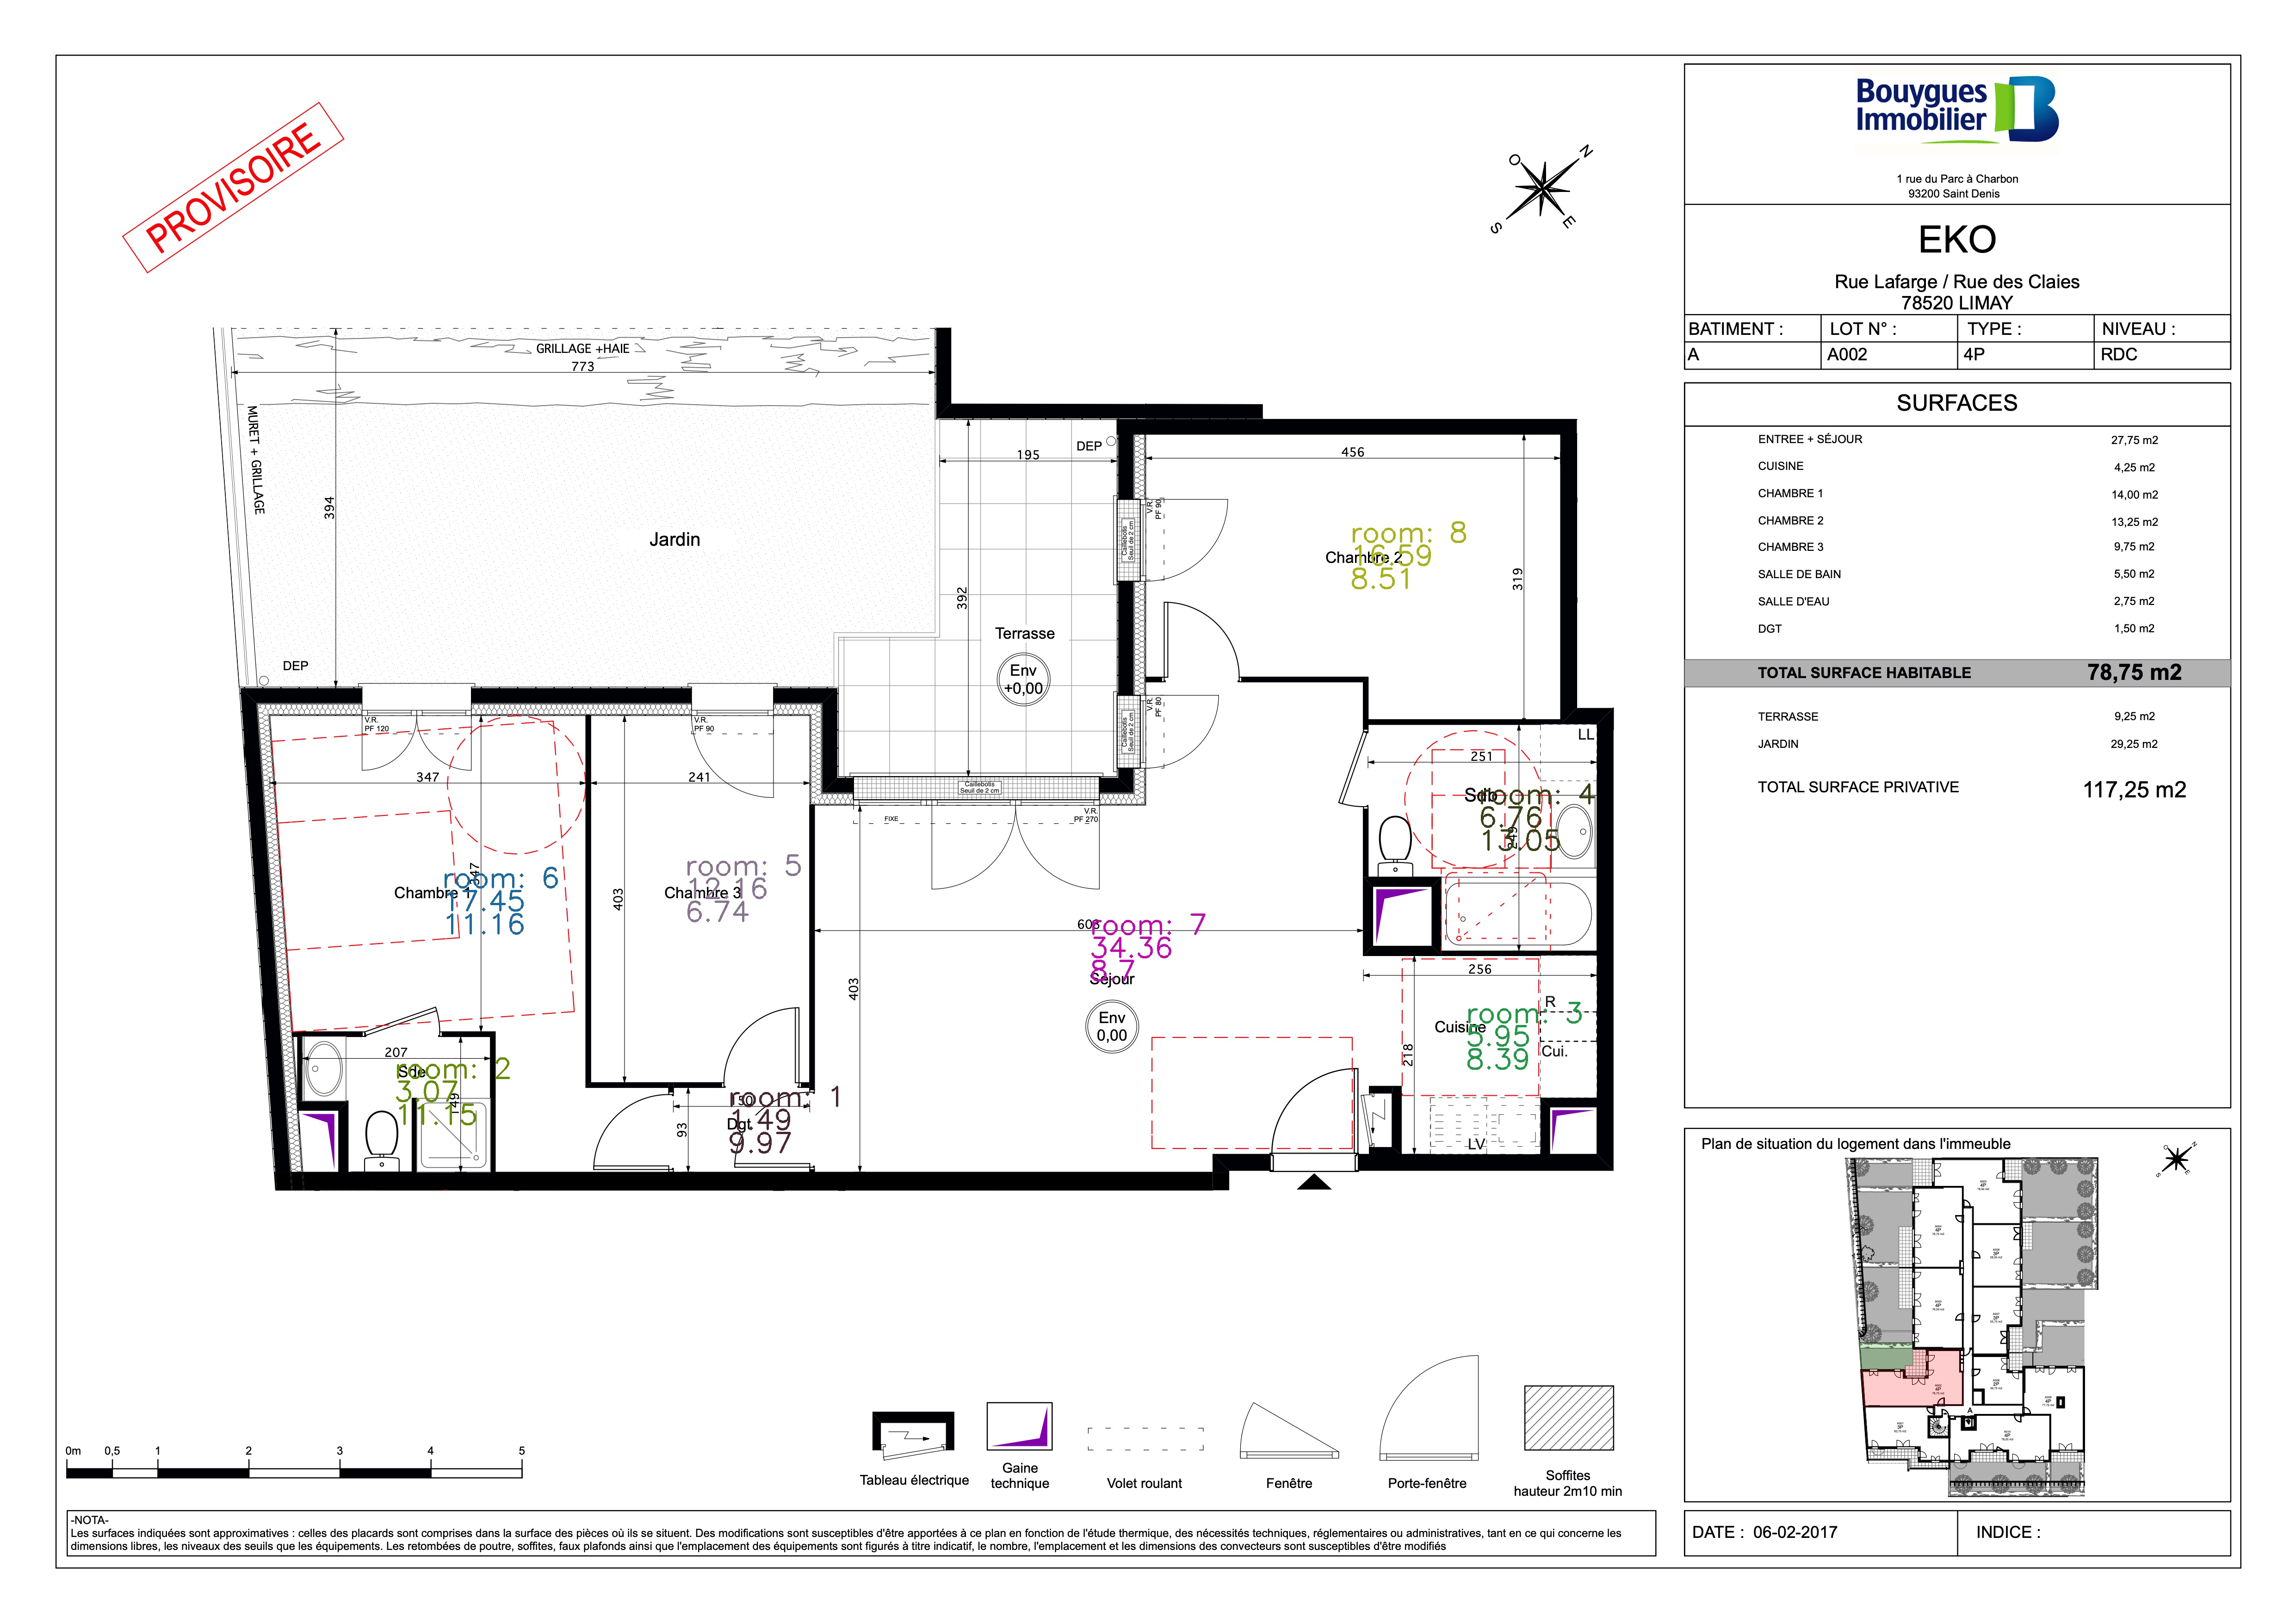 PROVISOIRE
O
N
S
E
Bouygues
Immobilier
1 rue du Parc à Charbon
93200 Saint Denis
EKO
Rue Lafarge / Rue des Claies
78520 LIMAY
BATIMENT :
LOT N° :
TYPE :
NIVEAU :
A
A002
4P
RDC
SURFACES
ENTREE + SÉJOUR 27,75 m2
CUISINE 4,25 m2
CHAMBRE 1 14,00 m2
CHAMBRE 2 13,25 m2
CHAMBRE 3 9,75 m2
SALLE DE BAIN 5,50 m2
SALLE D'EAU 2,75 m2
DGT 1,50 m2
TOTAL SURFACE HABITABLE 78,75 m2
TERRASSE 9,25 m2
JARDIN 29,25 m2
TOTAL SURFACE PRIVATIVE 117,25 m2
GRILLAGE +HAIE
773
MURET + GRILLAGE
394
Jardin
DEP
195
DEP
392
Terrasse
Env
+0,00
Caillebotis
Seuil de 2 cm
V.R.
PF 90
456
319
Chambre 2
room: 8
16.59
8.51
Caillebotis
Seuil de 2 cm
V.R.
PF 80
V.R.
PF 120
V.R.
PF 90
347
241
Caillebotis
Seuil de 2 cm
FIXE
V.R.
PF 270
LL
251
Sdb
room: 4
6.76
13.05
249
347
Chambre 1
room: 6
17.45
11.16
403
Chambre 3
room: 5
12.16
6.74
603
room: 7
34.36
8.7
Séjour
403
Env
0,00
256
R
Cuisine
room: 3
5.95
8.39
Cui.
218
LV
207
Sde
room: 2
3.07
11.15
149
room: 1
1.49
9.97
150
Dgt.
93
Plan de situation du logement dans l'immeuble
O
N
S
E
A
0m 0,5 1 2 3 4 5
Tableau électrique
Gaine
technique
Volet roulant
Fenêtre
Porte-fenêtre
Soffites
hauteur 2m10 min
-NOTA-
Les surfaces indiquées sont approximatives : celles des placards sont comprises dans la surface des pièces où ils se situent. Des modifications sont susceptibles d'être apportées à ce plan en fonction de l'étude thermique, des nécessités techniques, réglementaires ou administratives, tant en ce qui concerne les
dimensions libres, les niveaux des seuils que les équipements. Les retombées de poutre, soffites, faux plafonds ainsi que l'emplacement des équipements sont figurés à titre indicatif, le nombre, l'emplacement et les dimensions des convecteurs sont susceptibles d'être modifiés
DATE : 06-02-2017
INDICE :